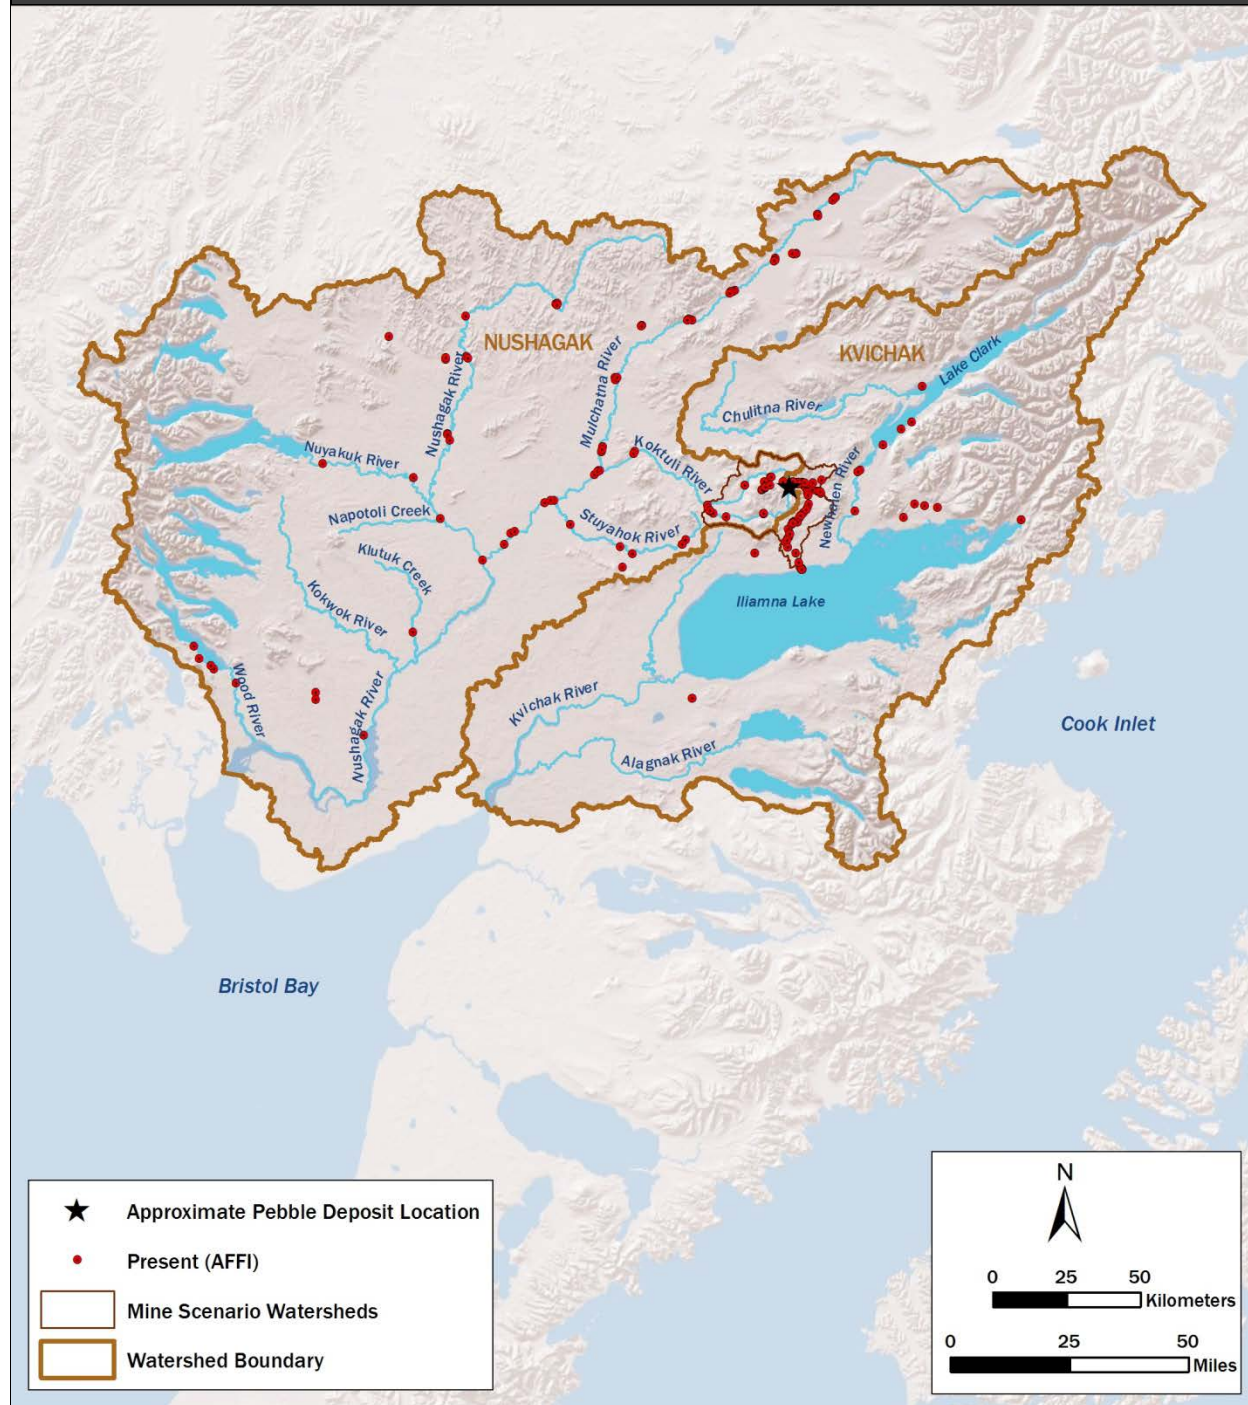 NUSHAGAK
KVICHAK
Lake Clark
Chulitna River
Mulchatna River
Nushagak River
Nuyakuk River
Koktuli River
Newhalen River
Napotoli Creek
Stuyahok River
Klutuk Creek
Kokwok River
Iliamna Lake
Wood River
Nushagak River
Kvichak River
Alagnak River
Cook Inlet
Bristol Bay
Approximate Pebble Deposit Location
Present (AFFI)
Mine Scenario Watersheds
Watershed Boundary
N
0 25 50
Kilometers
0 25 50
Miles